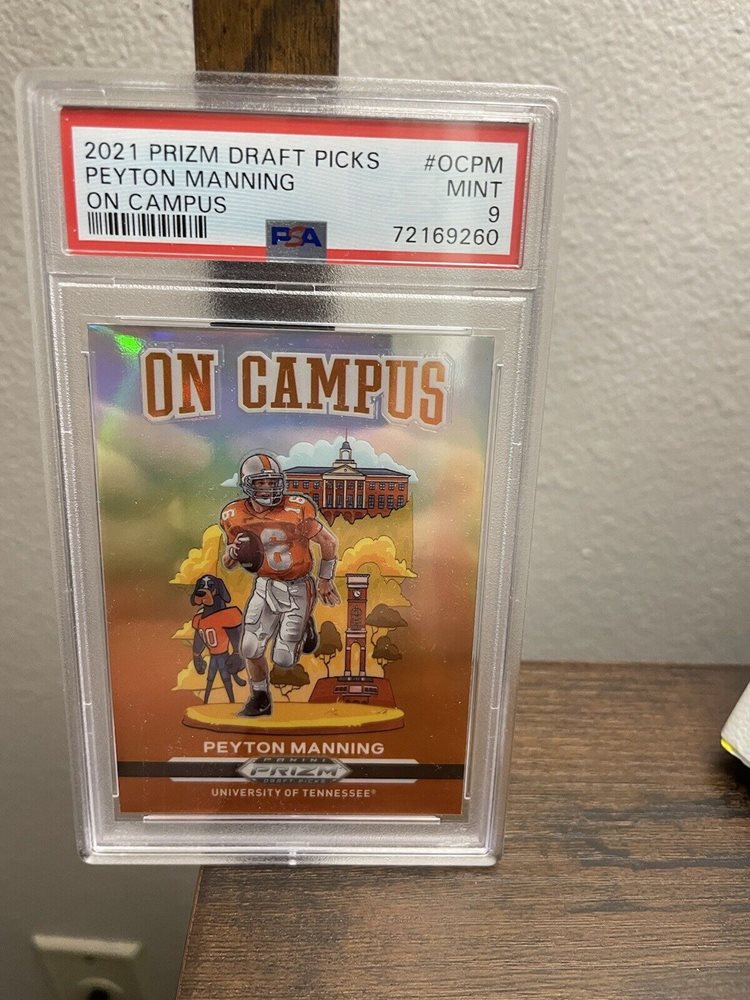 2021 PRIZM DRAFT PICKS #OCPM
PEYTON MANNING MINT
ON CAMPUS 9
PSA 72169260
ON CAMPUS
16
10
PEYTON MANNING
PANINI
PRIZM
DRAFT PICKS
UNIVERSITY OF TENNESSEE®